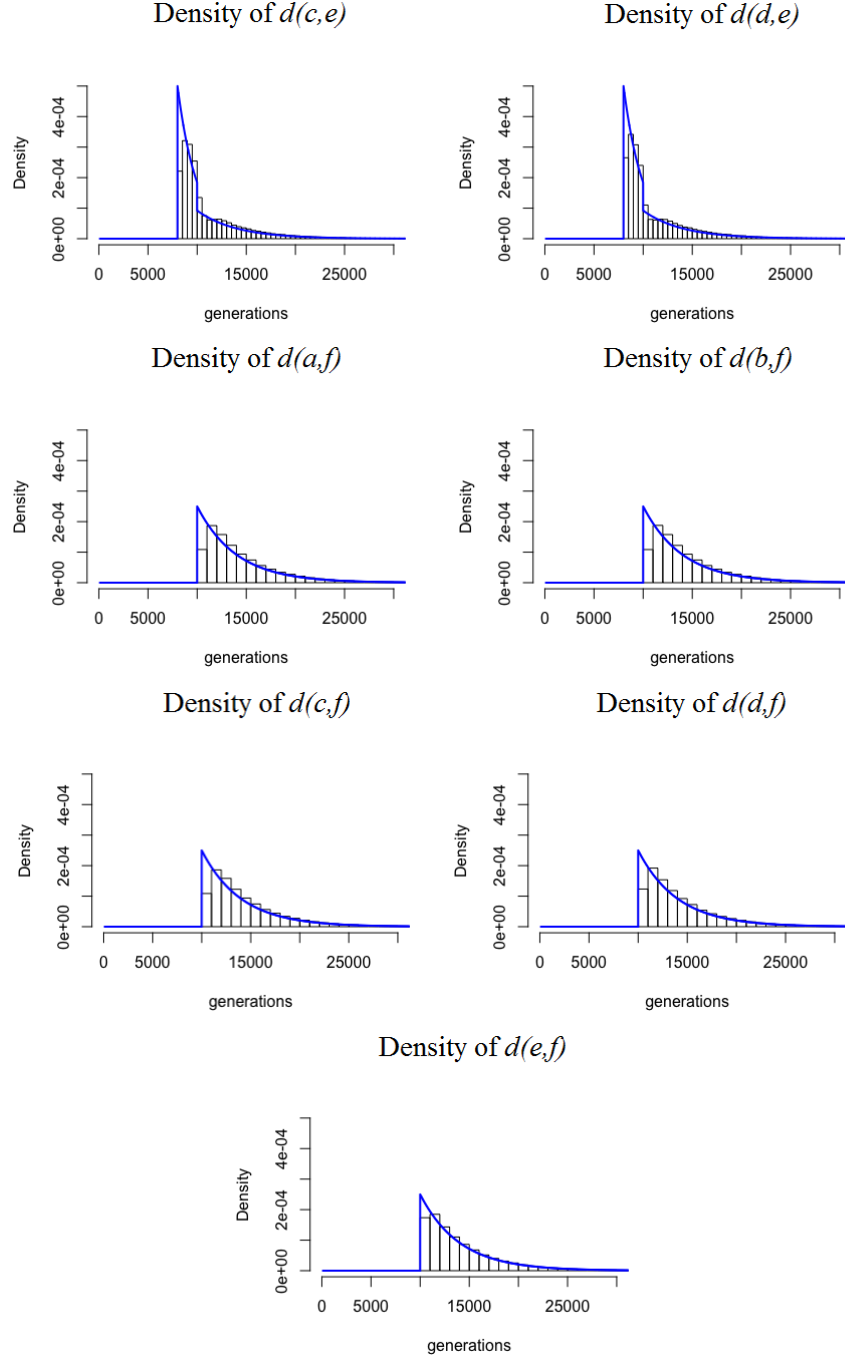 Density of d(c,e)
Density of d(d,e)
Density
0e+00 2e-04 4e-04
0 5000 15000 25000
generations
Density
0e+00 2e-04 4e-04
0 5000 15000 25000
generations
Density of d(a,f)
Density of d(b,f)
Density
0e+00 2e-04 4e-04
0 5000 15000 25000
generations
Density
0e+00 2e-04 4e-04
0 5000 15000 25000
generations
Density of d(c,f)
Density of d(d,f)
Density
0e+00 2e-04 4e-04
0 5000 15000 25000
generations
Density
0e+00 2e-04 4e-04
0 5000 15000 25000
generations
Density of d(e,f)
Density
0e+00 2e-04 4e-04
0 5000 15000 25000
generations